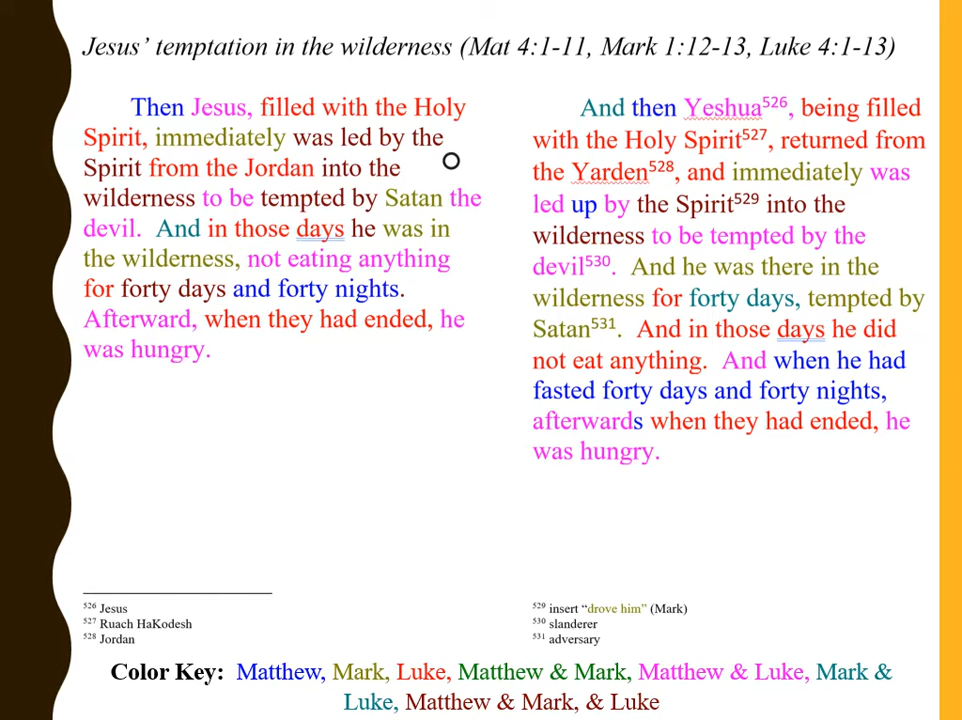 Jesus’ temptation in the wilderness (Mat 4:1-11, Mark 1:12-13, Luke 4:1-13)
Then Jesus, filled with the Holy
Spirit, immediately was led by the
Spirit from the Jordan into the
wilderness to be tempted by Satan the
devil.  And in those days he was in
the wilderness, not eating anything
for forty days and forty nights.
Afterward, when they had ended, he
was hungry.
And then Yeshua526, being filled
with the Holy Spirit527, returned from
the Yarden528, and immediately was
led up by the Spirit529 into the
wilderness to be tempted by the
devil530.  And he was there in the
wilderness for forty days, tempted by
Satan531.  And in those days he did
not eat anything.  And when he had
fasted forty days and forty nights,
afterwards when they had ended, he
was hungry.
526 Jesus
527 Ruach HaKodesh
528 Jordan
529 insert “drove him” (Mark)
530 slanderer
531 adversary
Color Key:  Matthew, Mark, Luke, Matthew & Mark, Matthew & Luke, Mark &
Luke, Matthew & Mark, & Luke